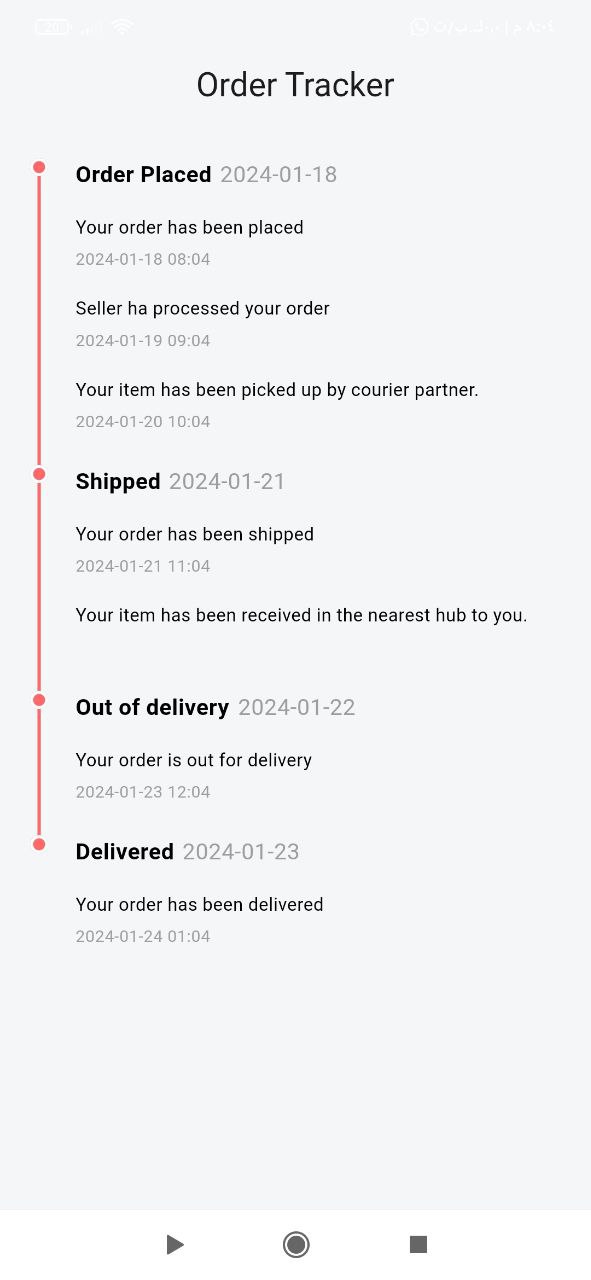 20
٨:٠٤ م | ٠٫٠ك.ب/ث
Order Tracker
Order Placed 2024-01-18
Your order has been placed
2024-01-18 08:04
Seller ha processed your order
2024-01-19 09:04
Your item has been picked up by courier partner.
2024-01-20 10:04
Shipped 2024-01-21
Your order has been shipped
2024-01-21 11:04
Your item has been received in the nearest hub to you.
Out of delivery 2024-01-22
Your order is out for delivery
2024-01-23 12:04
Delivered 2024-01-23
Your order has been delivered
2024-01-24 01:04